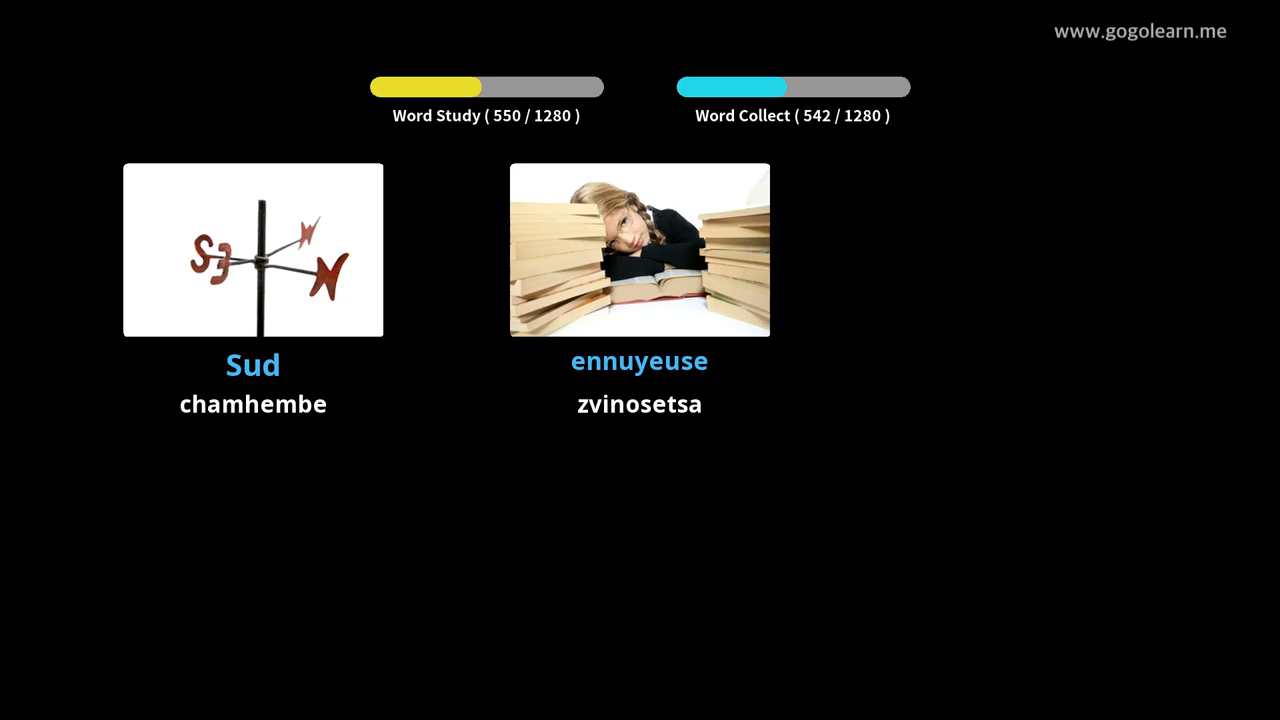 www.gogolearn.me
Word Study ( 550 / 1280 )
Word Collect ( 542 / 1280 )
S E N
Sud
ennuyeuse
chamhembe
zvinosetsa